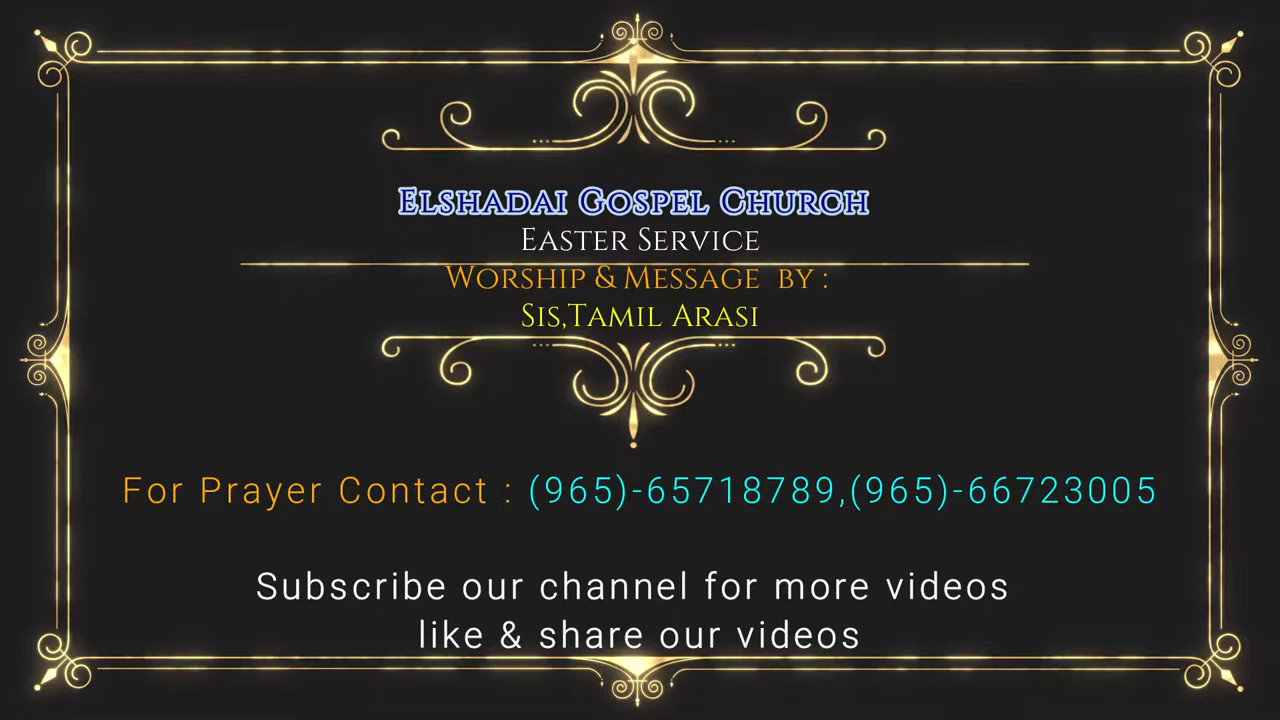 Elshadai Gospel Church
Easter Service
Worship & Message by :
Sis,Tamil Arasi
For Prayer Contact : (965)-65718789,(965)-66723005
Subscribe our channel for more videos
like & share our videos